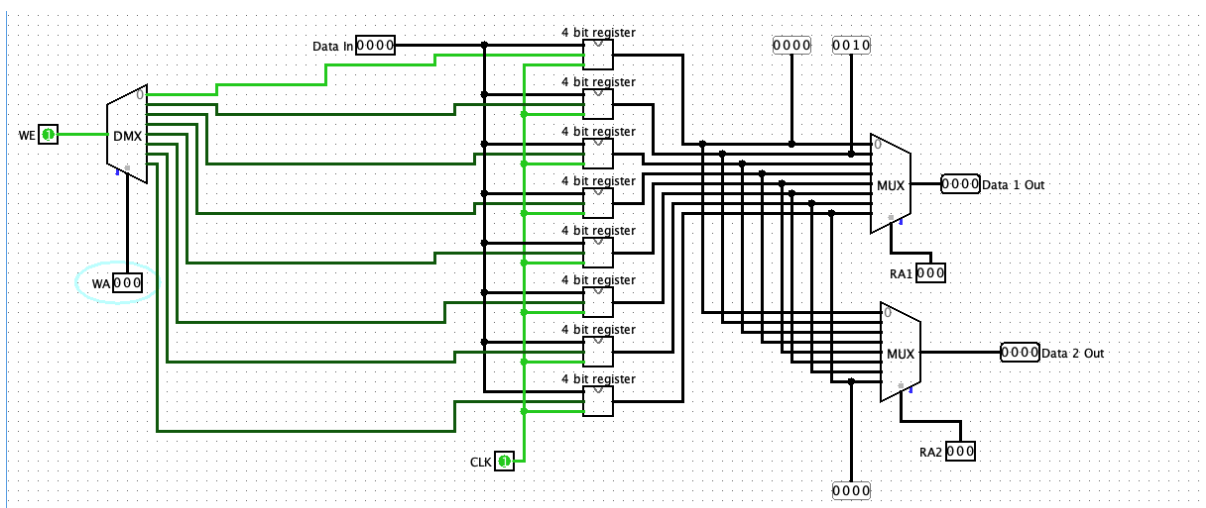 4 bit register
Data In 0000
0000
0010
4 bit register
0
WE 1
DMX
4 bit register
0
4 bit register
MUX
0000 Data 1 Out
4 bit register
RA1 000
WA 000
4 bit register
0
4 bit register
MUX
0000 Data 2 Out
4 bit register
RA2 000
CLK 1
0000